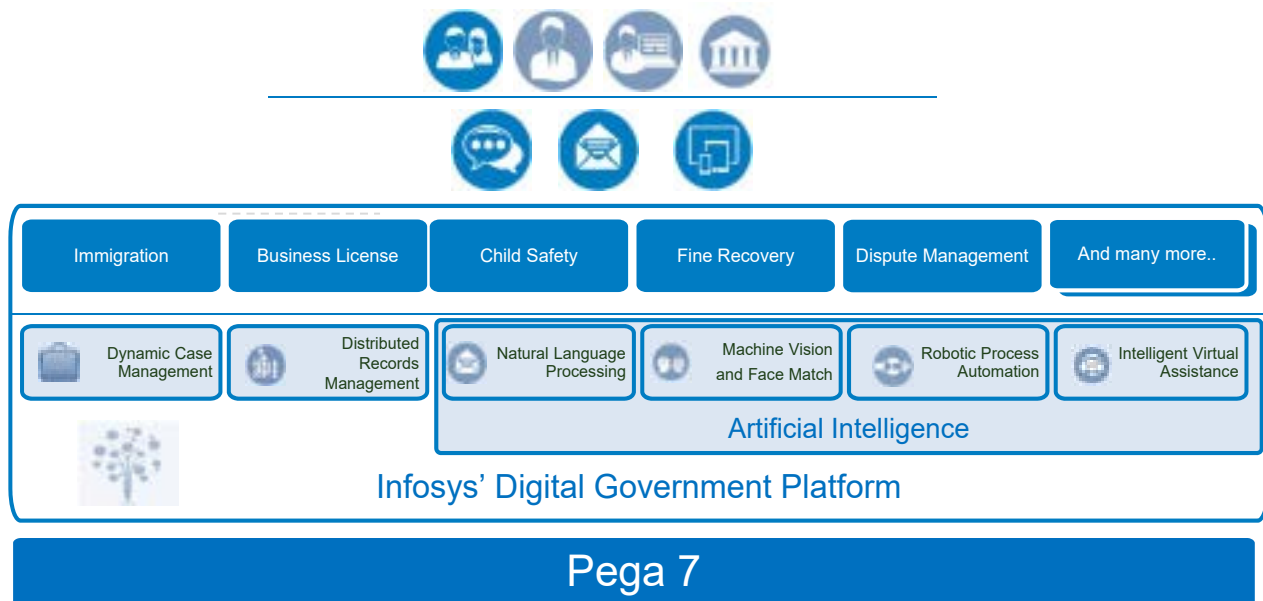 Immigration
Business License
Child Safety
Fine Recovery
Dispute Management
And many more..
Dynamic Case
Management
Distributed
Records
Management
Natural Language
Processing
Machine Vision
and Face Match
Robotic Process
Automation
Intelligent Virtual
Assistance
Artificial Intelligence
Infosys’ Digital Government Platform
Pega 7